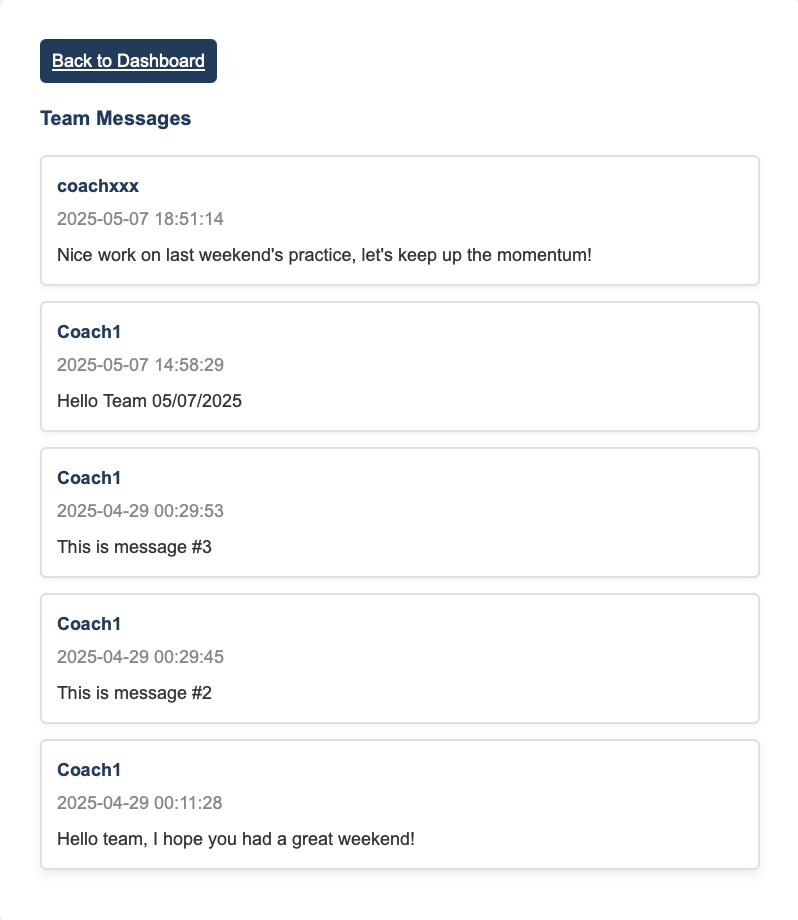 Back to Dashboard
Team Messages
coachxxx
2025-05-07 18:51:14
Nice work on last weekend's practice, let's keep up the momentum!
Coach1
2025-05-07 14:58:29
Hello Team 05/07/2025
Coach1
2025-04-29 00:29:53
This is message #3
Coach1
2025-04-29 00:29:45
This is message #2
Coach1
2025-04-29 00:11:28
Hello team, I hope you had a great weekend!